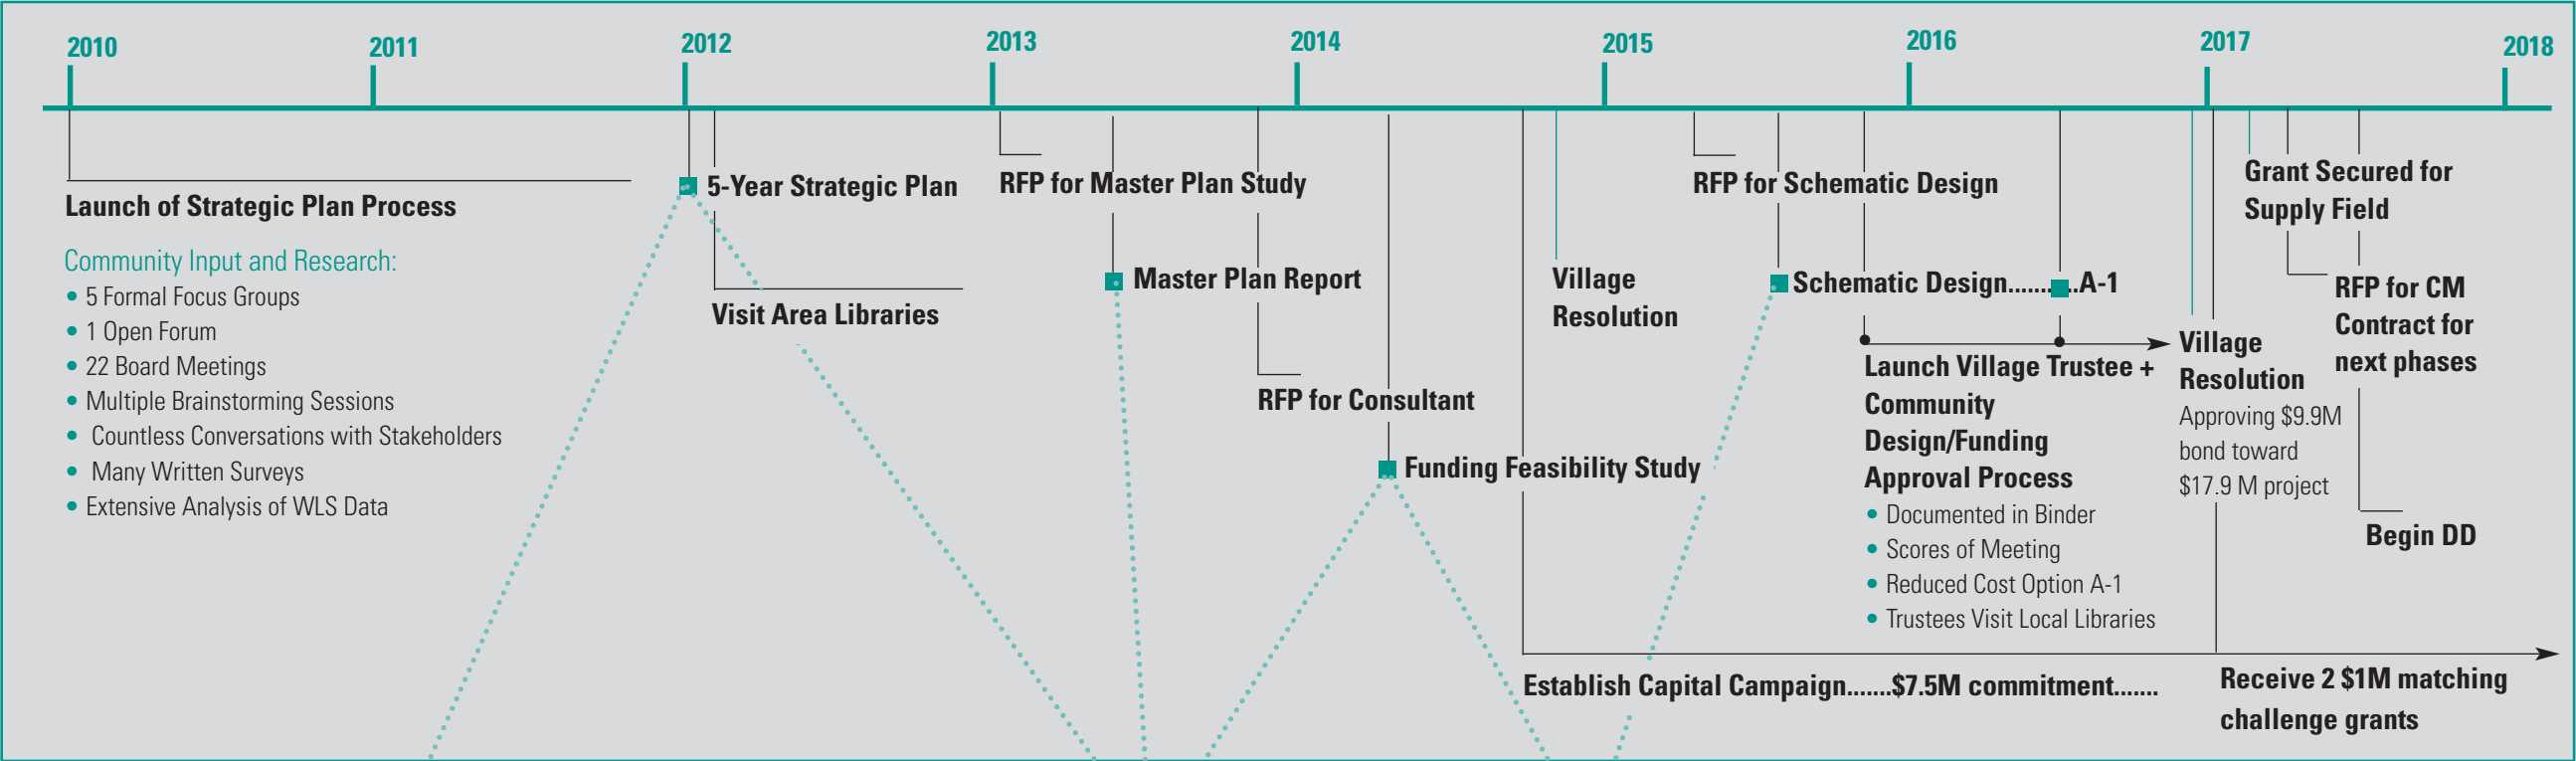 2010
2011
2012
2013
2014
2015
2016
2017
2018
Launch of Strategic Plan Process
Community Input and Research:
• 5 Formal Focus Groups
• 1 Open Forum
• 22 Board Meetings
• Multiple Brainstorming Sessions
• Countless Conversations with Stakeholders
• Many Written Surveys
• Extensive Analysis of WLS Data
5-Year Strategic Plan
Visit Area Libraries
RFP for Master Plan Study
Master Plan Report
RFP for Consultant
Funding Feasibility Study
Village
Resolution
Establish Capital Campaign.......$7.5M commitment.......
RFP for Schematic Design
Schematic Design..........A-1
Launch Village Trustee +
Community
Design/Funding
Approval Process
• Documented in Binder
• Scores of Meeting
• Reduced Cost Option A-1
• Trustees Visit Local Libraries
Village
Resolution
Approving $9.9M
bond toward
$17.9 M project
Receive 2 $1M matching
challenge grants
Grant Secured for
Supply Field
RFP for CM
Contract for
next phases
Begin DD